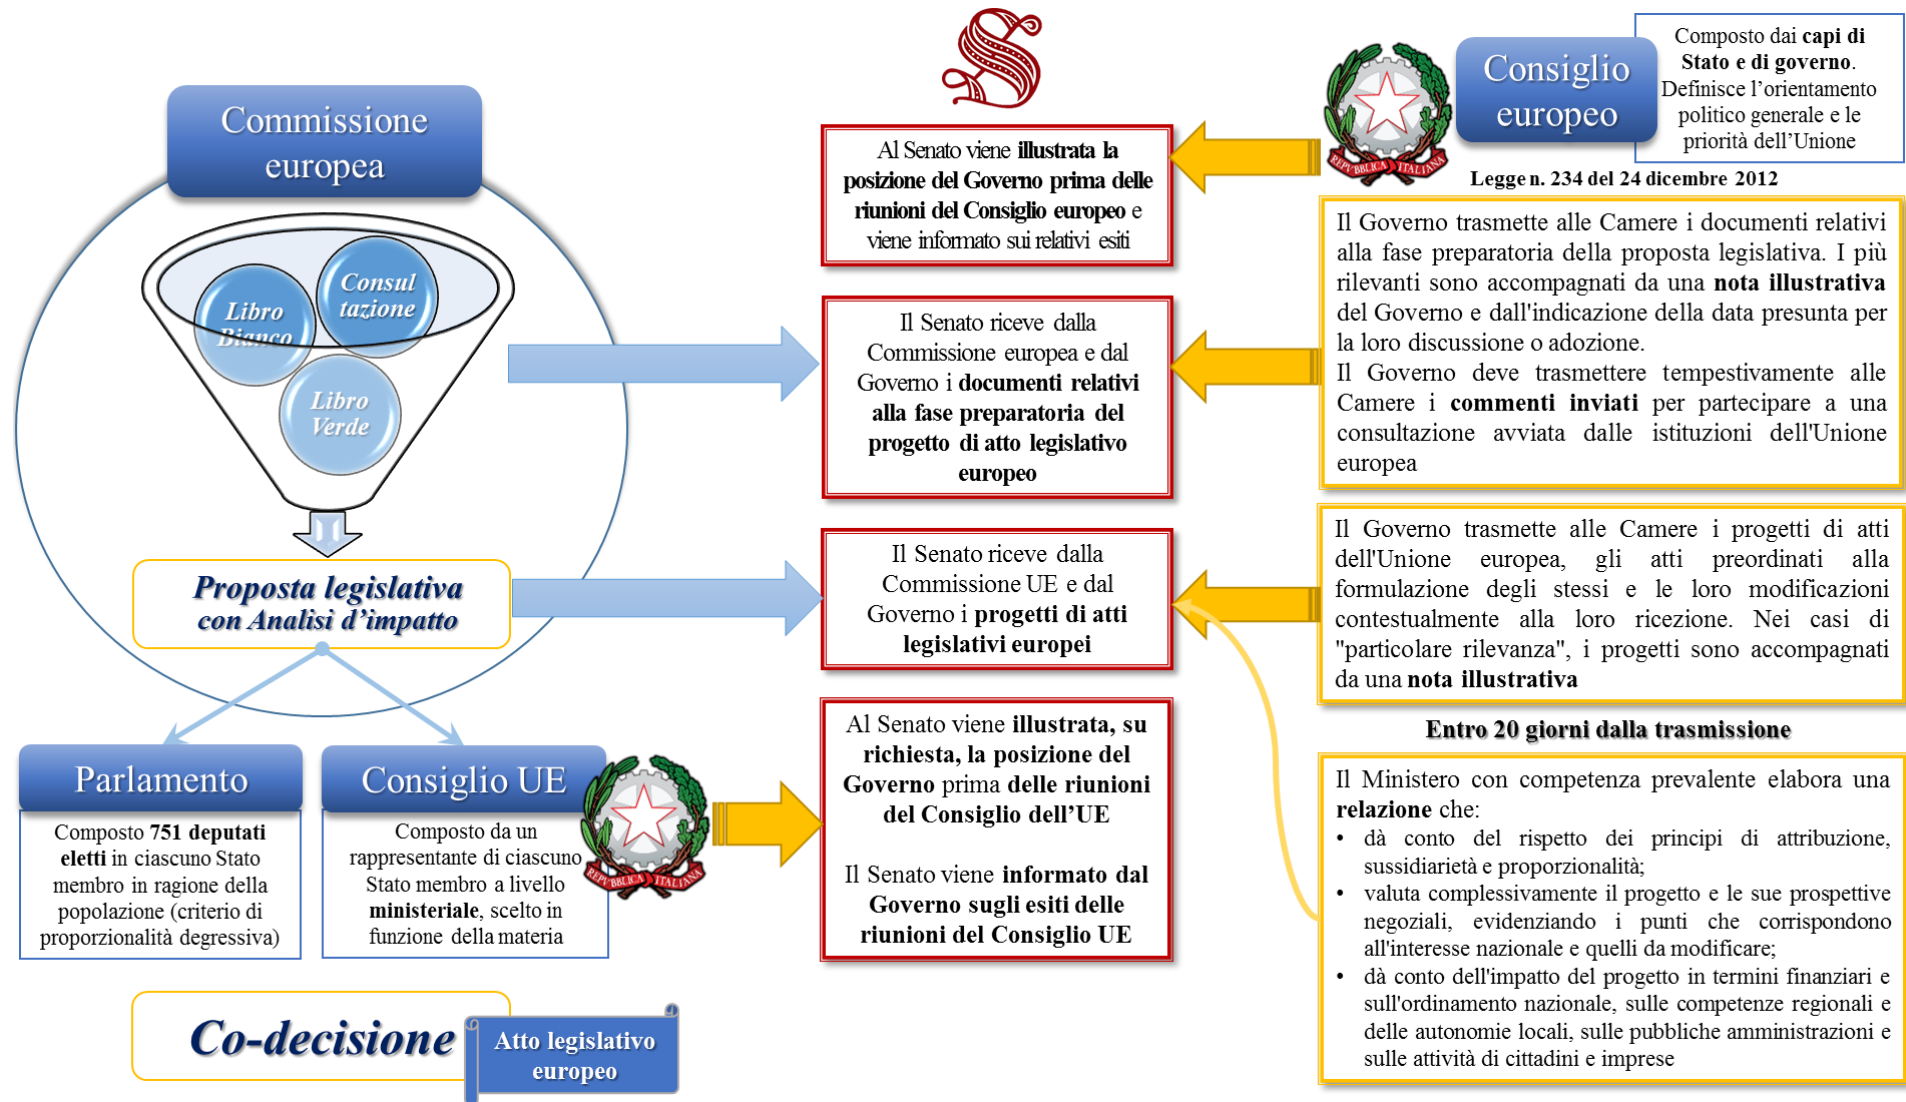 Commissione
europea
Consul
tazione
Libro
Bianco
Libro
Verde
Proposta legislativa
con Analisi d'impatto
Parlamento
Composto 751 deputati
eletti in ciascuno Stato
membro in ragione della
popolazione (criterio di
proporzionalità degressiva)
Consiglio UE
Composto da un
rappresentante di ciascuno
Stato membro a livello
ministeriale, scelto in
funzione della materia
REPVBBLICA ITALIANA
Co-decisione
Atto legislativo
europeo
S
Al Senato viene illustrata la
posizione del Governo prima delle
riunioni del Consiglio europeo e
viene informato sui relativi esiti
Il Senato riceve dalla
Commissione europea e dal
Governo i documenti relativi
alla fase preparatoria del
progetto di atto legislativo
europeo
Il Senato riceve dalla
Commissione UE e dal
Governo i progetti di atti
legislativi europei
Al Senato viene illustrata, su
richiesta, la posizione del
Governo prima delle riunioni
del Consiglio dell'UE
Il Senato viene informato dal
Governo sugli esiti delle
riunioni del Consiglio UE
REPVBBLICA ITALIANA
Consiglio
europeo
Composto dai capi di
Stato e di governo.
Definisce l'orientamento
politico generale e le
priorità dell'Unione
Legge n. 234 del 24 dicembre 2012
Il Governo trasmette alle Camere i documenti relativi
alla fase preparatoria della proposta legislativa. I più
rilevanti sono accompagnati da una nota illustrativa
del Governo e dall'indicazione della data presunta per
la loro discussione o adozione.
Il Governo deve trasmettere tempestivamente alle
Camere i commenti inviati per partecipare a una
consultazione avviata dalle istituzioni dell'Unione
europea
Il Governo trasmette alle Camere i progetti di atti
dell'Unione europea, gli atti preordinati alla
formulazione degli stessi e le loro modificazioni
contestualmente alla loro ricezione. Nei casi di
"particolare rilevanza", i progetti sono accompagnati
da una nota illustrativa
Entro 20 giorni dalla trasmissione
Il Ministero con competenza prevalente elabora una
relazione che:
• dà conto del rispetto dei principi di attribuzione,
sussidiarietà e proporzionalità;
• valuta complessivamente il progetto e le sue prospettive
negoziali, evidenziando i punti che corrispondono
all'interesse nazionale e quelli da modificare;
• dà conto dell'impatto del progetto in termini finanziari e
sull'ordinamento nazionale, sulle competenze regionali e
delle autonomie locali, sulle pubbliche amministrazioni e
sulle attività di cittadini e imprese